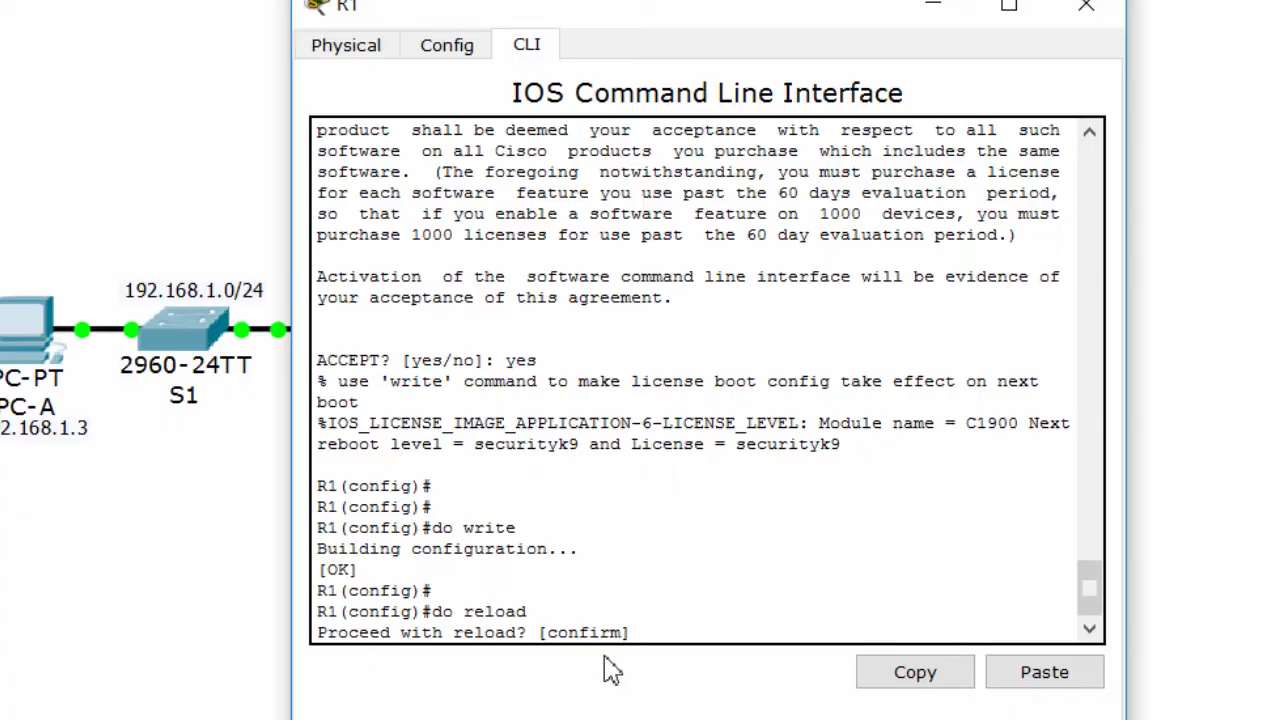 R1
Physical
Config
CLI
IOS Command Line Interface
product shall be deemed your acceptance with respect to all such
software on all Cisco products you purchase which includes the same
software. (The foregoing notwithstanding, you must purchase a license
for each software feature you use past the 60 days evaluation period,
so that if you enable a software feature on 1000 devices, you must
purchase 1000 licenses for use past the 60 day evaluation period.)
Activation of the software command line interface will be evidence of
your acceptance of this agreement.
ACCEPT? [yes/no]: yes
% use 'write' command to make license boot config take effect on next
boot
%IOS_LICENSE_IMAGE_APPLICATION-6-LICENSE_LEVEL: Module name = C1900 Next
reboot level = securityk9 and License = securityk9
R1(config)#
R1(config)#
R1(config)#do write
Building configuration...
[OK]
R1(config)#
R1(config)#do reload
Proceed with reload? [confirm]
Copy
Paste
192.168.1.0/24
2960-24TT
S1
PC-PT
PC-A
2.168.1.3